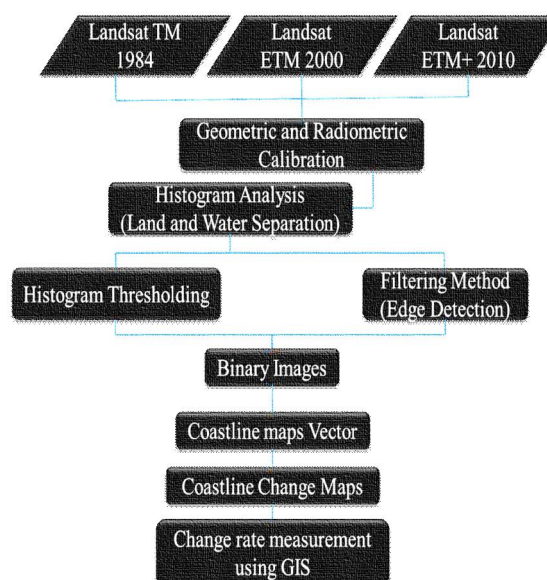 Landsat TM
1984
Landsat
ETM 2000
Landsat
ETM+ 2010
Geometric and Radiometric
Calibration
Histogram Analysis
(Land and Water Separation)
Histogram Thresholding
Filtering Method
(Edge Detection)
Binary Images
Coastline maps Vector
Coastline Change Maps
Change rate measurement
using GIS